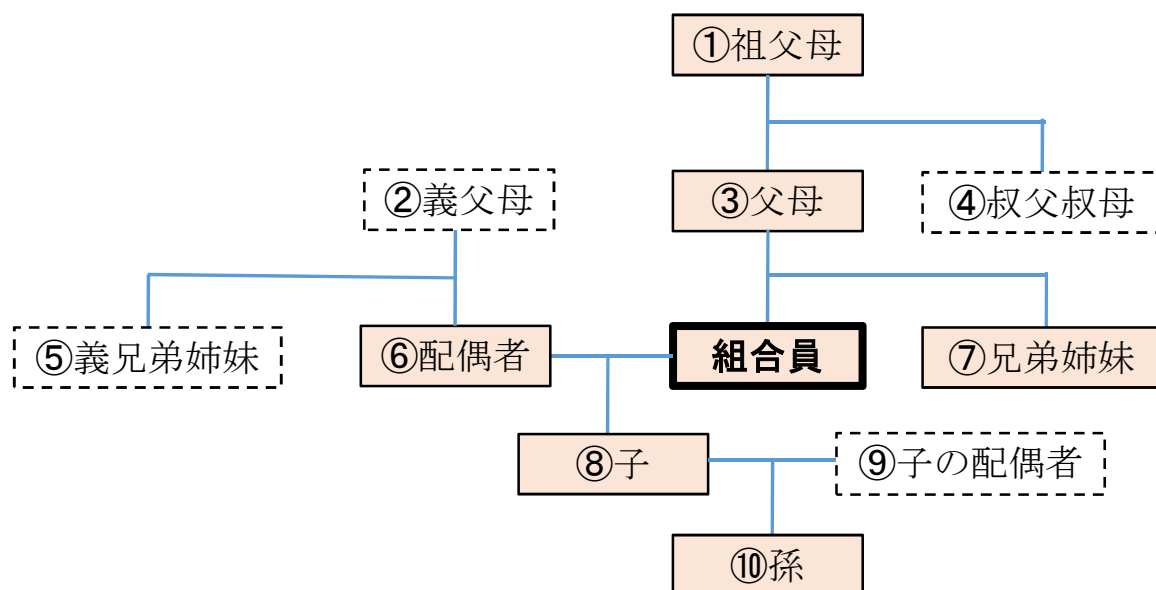 ①祖父母
②義父母
③父母
④叔父叔母
⑤義兄弟姉妹
⑥配偶者
組合員
⑦兄弟姉妹
⑧子
⑨子の配偶者
⑩孫